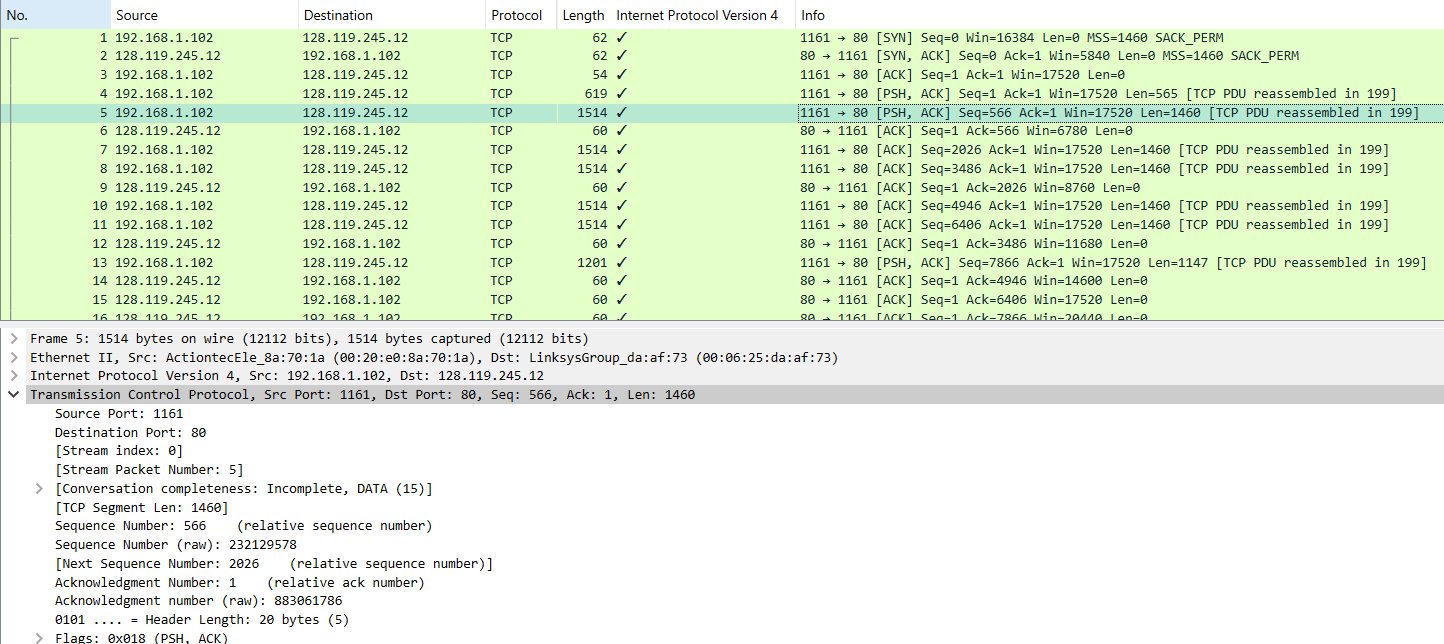 No. Source Destination Protocol Length Internet Protocol Version 4 Info
1 192.168.1.102 128.119.245.12 TCP 62 ✓ 1161 → 80 [SYN] Seq=0 Win=16384 Len=0 MSS=1460 SACK_PERM
2 128.119.245.12 192.168.1.102 TCP 62 ✓ 80 → 1161 [SYN, ACK] Seq=0 Ack=1 Win=5840 Len=0 MSS=1460 SACK_PERM
3 192.168.1.102 128.119.245.12 TCP 54 ✓ 1161 → 80 [ACK] Seq=1 Ack=1 Win=17520 Len=0
4 192.168.1.102 128.119.245.12 TCP 619 ✓ 1161 → 80 [PSH, ACK] Seq=1 Ack=1 Win=17520 Len=565 [TCP PDU reassembled in 199]
5 192.168.1.102 128.119.245.12 TCP 1514 ✓ 1161 → 80 [PSH, ACK] Seq=566 Ack=1 Win=17520 Len=1460 [TCP PDU reassembled in 199]
6 128.119.245.12 192.168.1.102 TCP 60 ✓ 80 → 1161 [ACK] Seq=1 Ack=566 Win=6780 Len=0
7 192.168.1.102 128.119.245.12 TCP 1514 ✓ 1161 → 80 [ACK] Seq=2026 Ack=1 Win=17520 Len=1460 [TCP PDU reassembled in 199]
8 192.168.1.102 128.119.245.12 TCP 1514 ✓ 1161 → 80 [ACK] Seq=3486 Ack=1 Win=17520 Len=1460 [TCP PDU reassembled in 199]
9 128.119.245.12 192.168.1.102 TCP 60 ✓ 80 → 1161 [ACK] Seq=1 Ack=2026 Win=8760 Len=0
10 192.168.1.102 128.119.245.12 TCP 1514 ✓ 1161 → 80 [ACK] Seq=4946 Ack=1 Win=17520 Len=1460 [TCP PDU reassembled in 199]
11 192.168.1.102 128.119.245.12 TCP 1514 ✓ 1161 → 80 [ACK] Seq=6406 Ack=1 Win=17520 Len=1460 [TCP PDU reassembled in 199]
12 128.119.245.12 192.168.1.102 TCP 60 ✓ 80 → 1161 [ACK] Seq=1 Ack=3486 Win=11680 Len=0
13 192.168.1.102 128.119.245.12 TCP 1201 ✓ 1161 → 80 [PSH, ACK] Seq=7866 Ack=1 Win=17520 Len=1147 [TCP PDU reassembled in 199]
14 128.119.245.12 192.168.1.102 TCP 60 ✓ 80 → 1161 [ACK] Seq=1 Ack=4946 Win=14600 Len=0
15 128.119.245.12 192.168.1.102 TCP 60 ✓ 80 → 1161 [ACK] Seq=1 Ack=6406 Win=17520 Len=0
16 128.119.245.12 192.168.1.102 TCP 60 ✓ 80 → 1161 [ACK] Seq=1 Ack=7866 Win=20440 Len=0
Frame 5: 1514 bytes on wire (12112 bits), 1514 bytes captured (12112 bits)
Ethernet II, Src: ActiontecEle_8a:70:1a (00:20:e0:8a:70:1a), Dst: LinksysGroup_da:af:73 (00:06:25:da:af:73)
Internet Protocol Version 4, Src: 192.168.1.102, Dst: 128.119.245.12
Transmission Control Protocol, Src Port: 1161, Dst Port: 80, Seq: 566, Ack: 1, Len: 1460
Source Port: 1161
Destination Port: 80
[Stream index: 0]
[Stream Packet Number: 5]
[Conversation completeness: Incomplete, DATA (15)]
[TCP Segment Len: 1460]
Sequence Number: 566 (relative sequence number)
Sequence Number (raw): 232129578
[Next Sequence Number: 2026 (relative sequence number)]
Acknowledgment Number: 1 (relative ack number)
Acknowledgment number (raw): 883061786
0101 .... = Header Length: 20 bytes (5)
Flags: 0x018 (PSH, ACK)